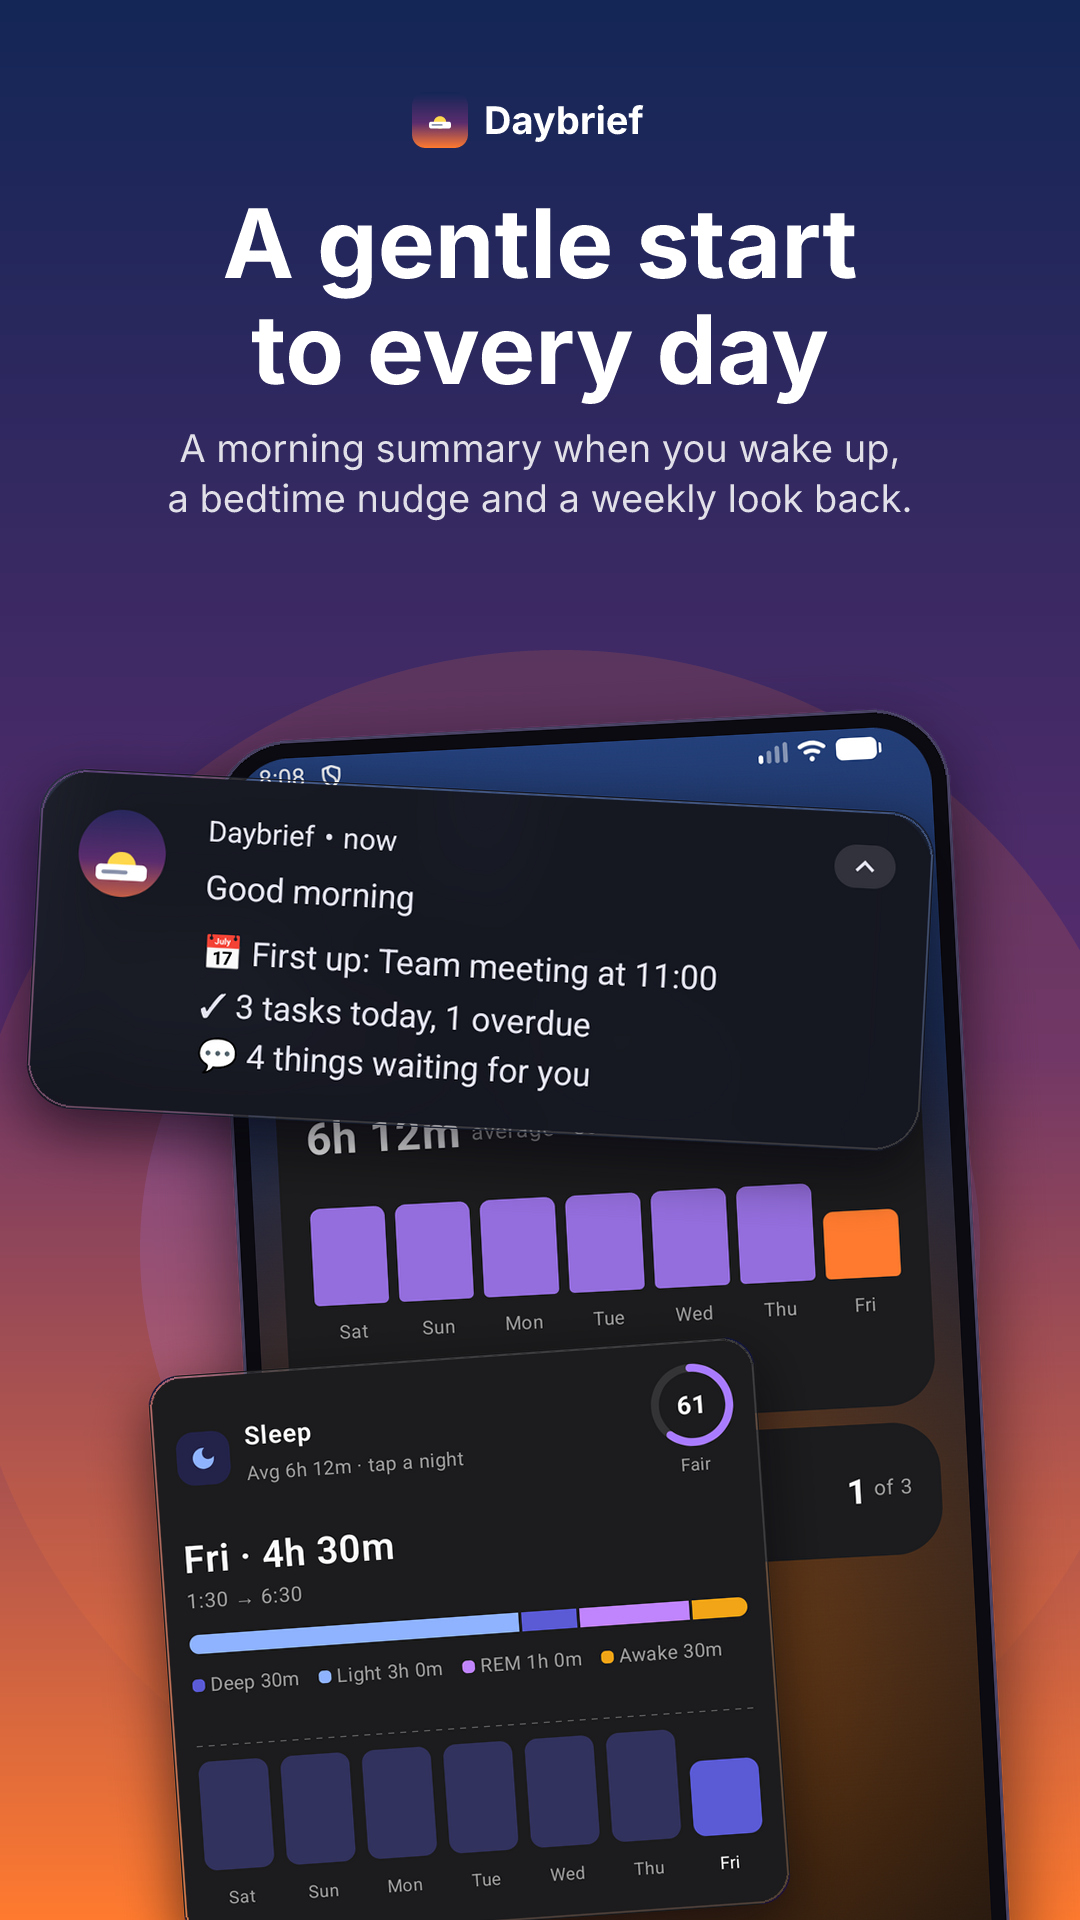 Daybrief
A gentle start
to every day
A morning summary when you wake up,
a bedtime nudge and a weekly look back.
8:08
Daybrief • now
Good morning
July
17
First up: Team meeting at 11:00
✓ 3 tasks today, 1 overdue
💬 4 things waiting for you
6h 12m average
Sat Sun Mon Tue Wed Thu Fri
Sleep
Avg 6h 12m · tap a night
61
Fair
1 of 3
Fri · 4h 30m
1:30 → 6:30
Deep 30m Light 3h 0m REM 1h 0m Awake 30m
Sat Sun Mon Tue Wed Thu Fri